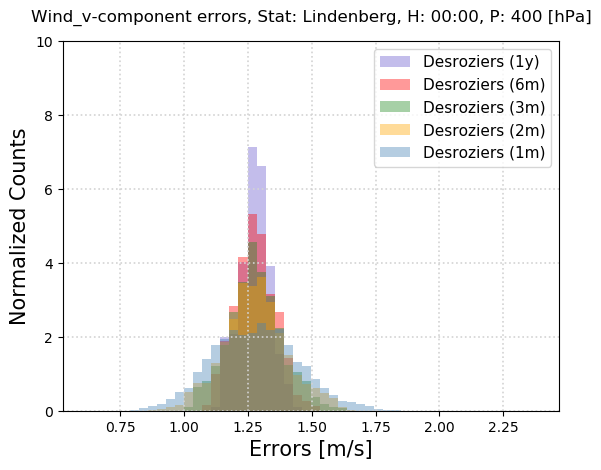 Wind_v-component errors, Stat: Lindenberg, H: 00:00, P: 400 [hPa]
Normalized Counts
10
8
6
4
2
0
Desroziers (1y)
Desroziers (6m)
Desroziers (3m)
Desroziers (2m)
Desroziers (1m)
0.75 1.00 1.25 1.50 1.75 2.00 2.25
Errors [m/s]